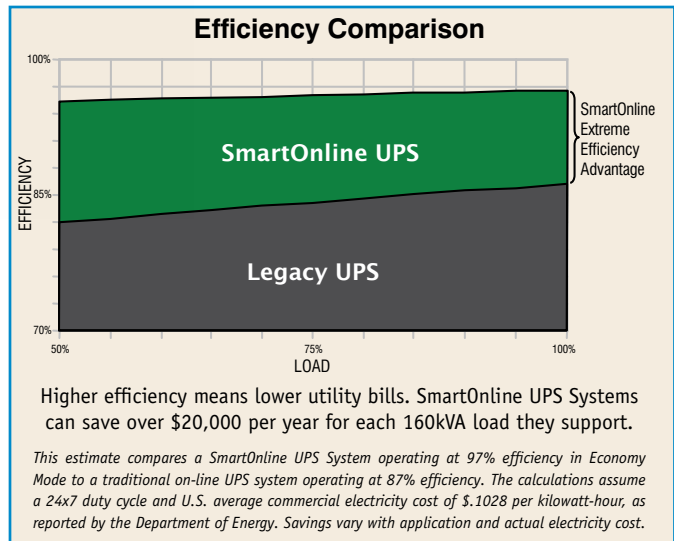 Efficiency Comparison
100%
SmartOnline
Extreme
Efficiency
Advantage
SmartOnline UPS
EFFICIENCY
85%
Legacy UPS
70%
50%
75%
100%
LOAD
Higher efficiency means lower utility bills. SmartOnline UPS Systems
can save over $20,000 per year for each 160kVA load they support.
This estimate compares a SmartOnline UPS System operating at 97% efficiency in Economy
Mode to a traditional on-line UPS system operating at 87% efficiency. The calculations assume
a 24x7 duty cycle and U.S. average commercial electricity cost of $.1028 per kilowatt-hour, as
reported by the Department of Energy. Savings vary with application and actual electricity cost.